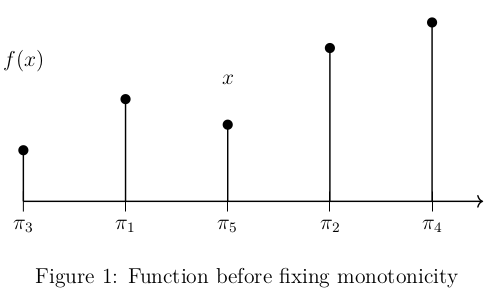 f(x)
x
π₃ π₁ π₅ π₂ π₄
Figure 1: Function before fixing monotonicity